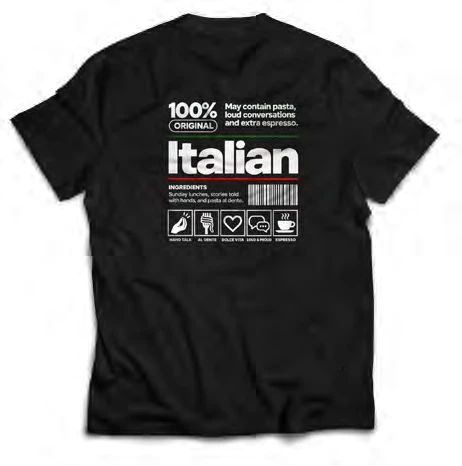 100%
ORIGINAL
May contain pasta,
loud conversations
and extra espresso.
Italian
INGREDIENTS
Sunday lunches, stories told
with hands, and pasta al dente.
HAND TALK
AL DENTE
DOLCE VITA
LOUD & PROUD
ESPRESSO